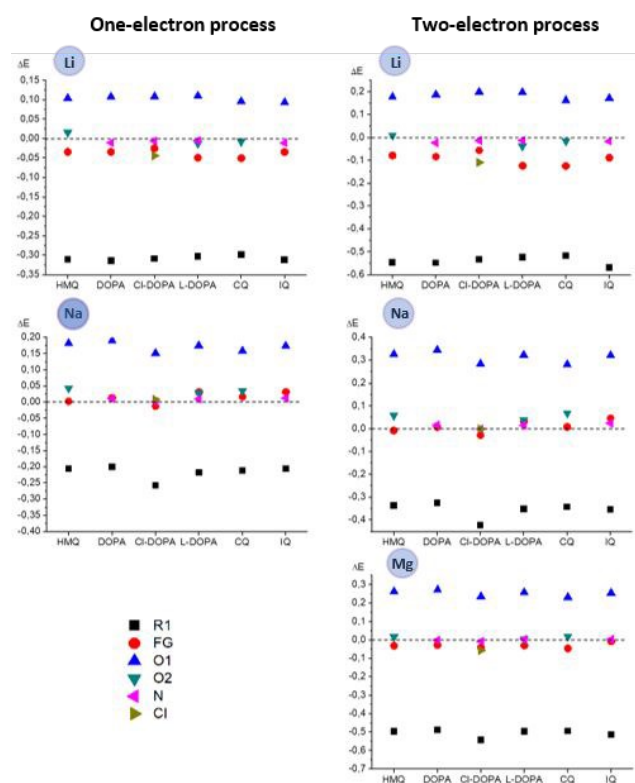 One-electron process
Two-electron process
Li
ΔE
0,15
0,10
0,05
0,00
-0,05
-0,10
-0,15
-0,20
-0,25
-0,30
-0,35
HMQ DOPA Cl-DOPA L-DOPA CQ IQ
Li
ΔE
0,2
0,1
0,0
-0,1
-0,2
-0,3
-0,4
-0,5
-0,6
HMQ DOPA Cl-DOPA L-DOPA CQ IQ
Na
ΔE
0,20
0,15
0,10
0,05
0,00
-0,05
-0,10
-0,15
-0,20
-0,25
-0,30
-0,35
-0,40
HMQ DOPA Cl-DOPA L-DOPA CQ IQ
Na
ΔE
0,4
0,3
0,2
0,1
0,0
-0,1
-0,2
-0,3
-0,4
HMQ DOPA Cl-DOPA L-DOPA CQ IQ
Mg
ΔE
0,3
0,2
0,1
0,0
-0,1
-0,2
-0,3
-0,4
-0,5
-0,6
-0,7
HMQ DOPA Cl-DOPA L-DOPA CQ IQ
R1
FG
O1
O2
N
Cl